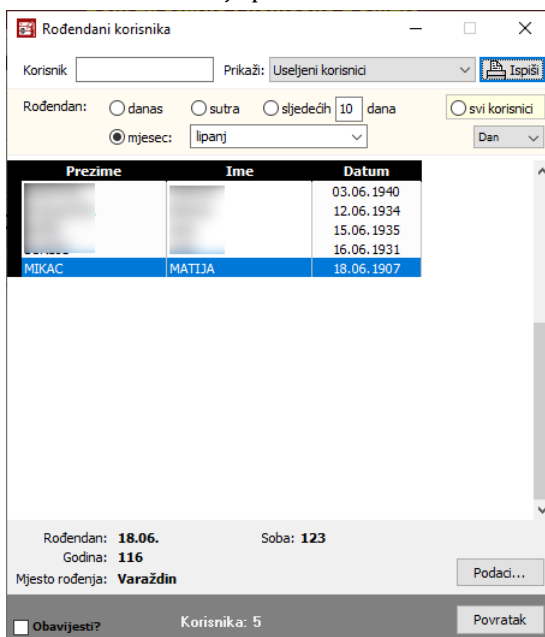 Rođendani korisnika
Korisnik Prikaži: Useljeni korisnici Ispiši
Rođendan: danas sutra sljedećih 10 dana svi korisnici
mjesec: lipanj Dan
Prezime Ime Datum
03.06.1940
12.06.1934
15.06.1935
16.06.1931
MIKAC MATIJA 18.06.1907
Rođendan: 18.06. Soba: 123
Godina: 116
Mjesto rođenja: Varaždin
Podaci...
Obavijesti? Korisnika: 5 Povratak